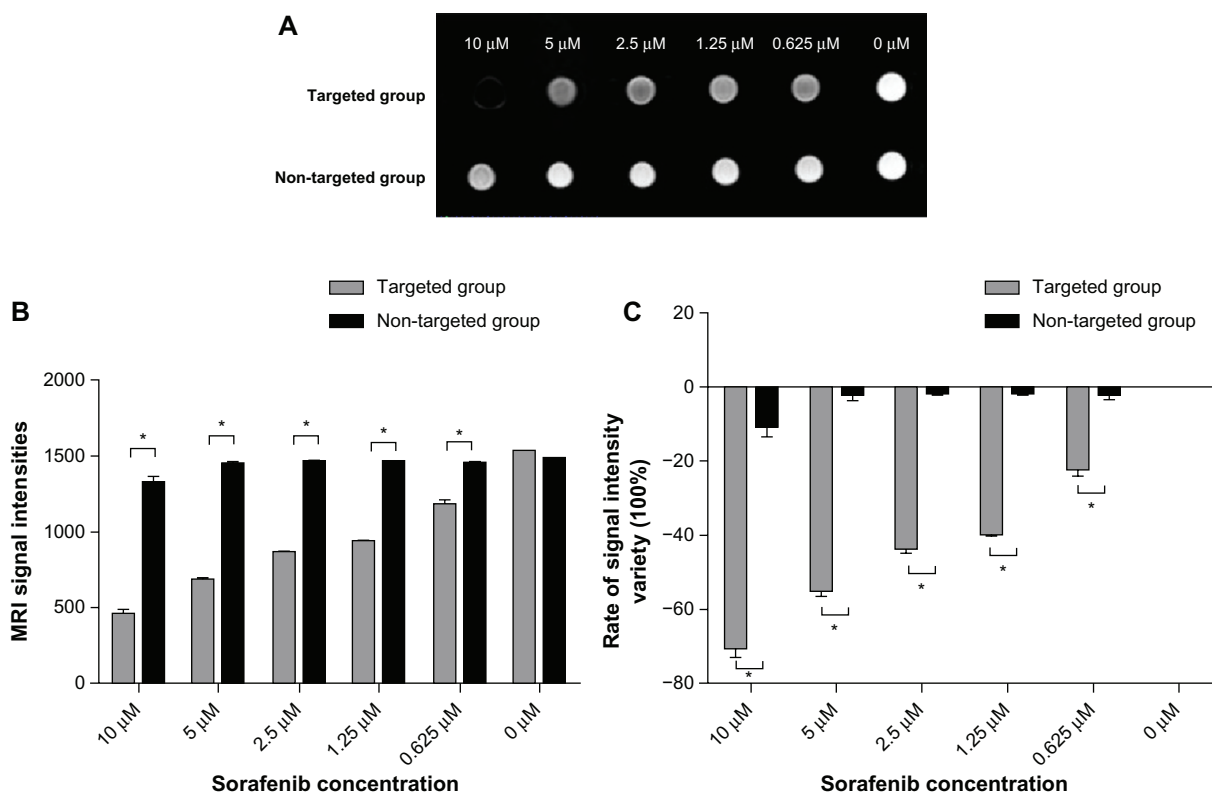 A
10 μM 5 μM 2.5 μM 1.25 μM 0.625 μM 0 μM
Targeted group
Non-targeted group
B
Targeted group
Non-targeted group
MRI signal intensities
2000
1500
1000
500
0
* * * * *
10 μM 5 μM 2.5 μM 1.25 μM 0.625 μM 0 μM
Sorafenib concentration
C
Targeted group
Non-targeted group
Rate of signal intensity
variety (100%)
20
0
−20
−40
−60
−80
* * * * *
10 μM 5 μM 2.5 μM 1.25 μM 0.625 μM 0 μM
Sorafenib concentration